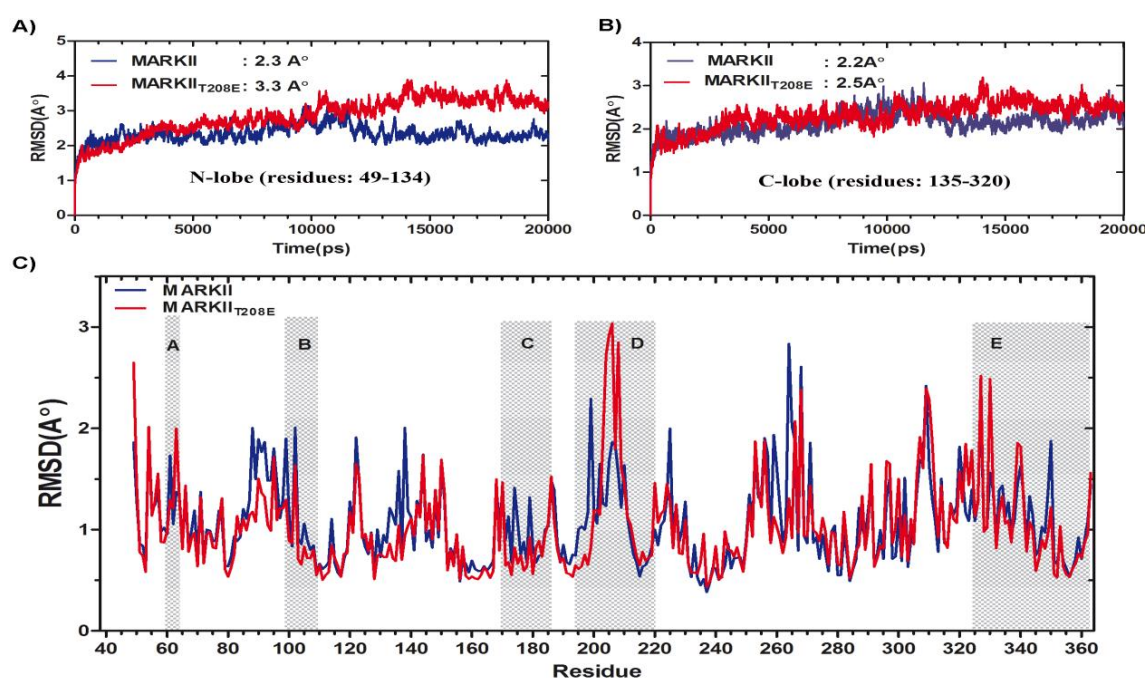 A)
RMSD(A°)
5
4
3
2
1
0
MARKII : 2.3 A°
MARKIIT208E : 3.3 A°
N-lobe (residues: 49-134)
0 5000 10000 15000 20000
Time(ps)
B)
RMSD(A°)
4
3
2
1
0
MARKII : 2.2A°
MARKIIT208E : 2.5A°
C-lobe (residues: 135-320)
0 5000 10000 15000 20000
Time(ps)
C)
RMSD(A°)
3
2
1
0
MARKII
MARKIIT208E
A B C D E
40 60 80 100 120 140 160 180 200 220 240 260 280 300 320 340 360
Residue